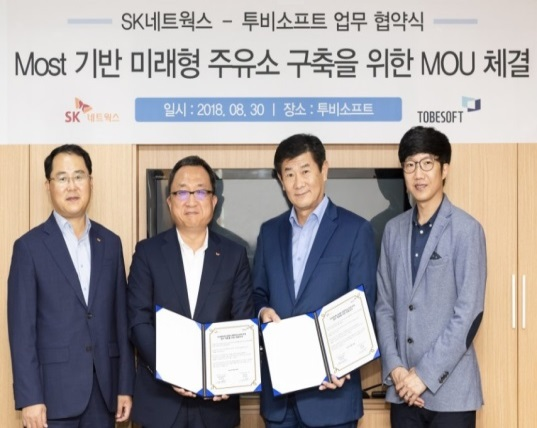 SK네트웍스 – 투비소프트 업무 협약식
Most 기반 미래형 주유소 구축을 위한 MOU 체결
SK 네트웍스
일시 : 2018. 08. 30 | 장소 : 투비소프트
TOBESOFT